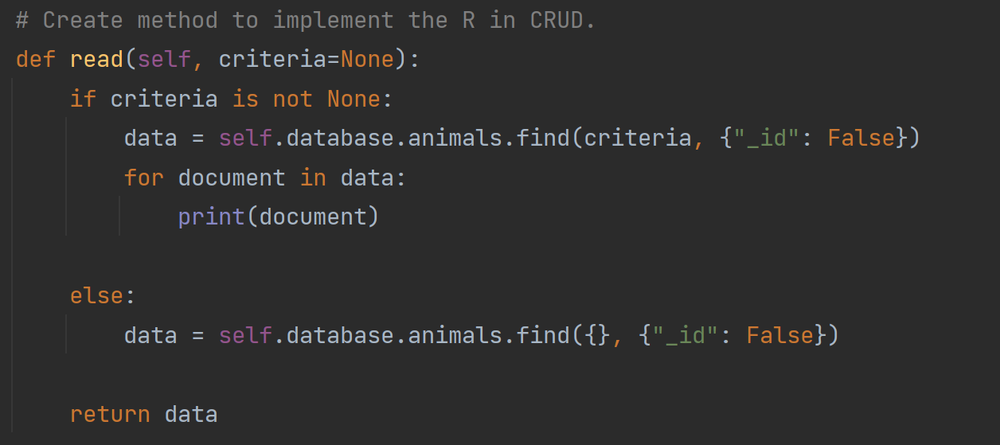 # Create method to implement the R in CRUD.
def read(self, criteria=None):
    if criteria is not None:
        data = self.database.animals.find(criteria, {"_id": False})
        for document in data:
            print(document)

    else:
        data = self.database.animals.find({}, {"_id": False})

    return data